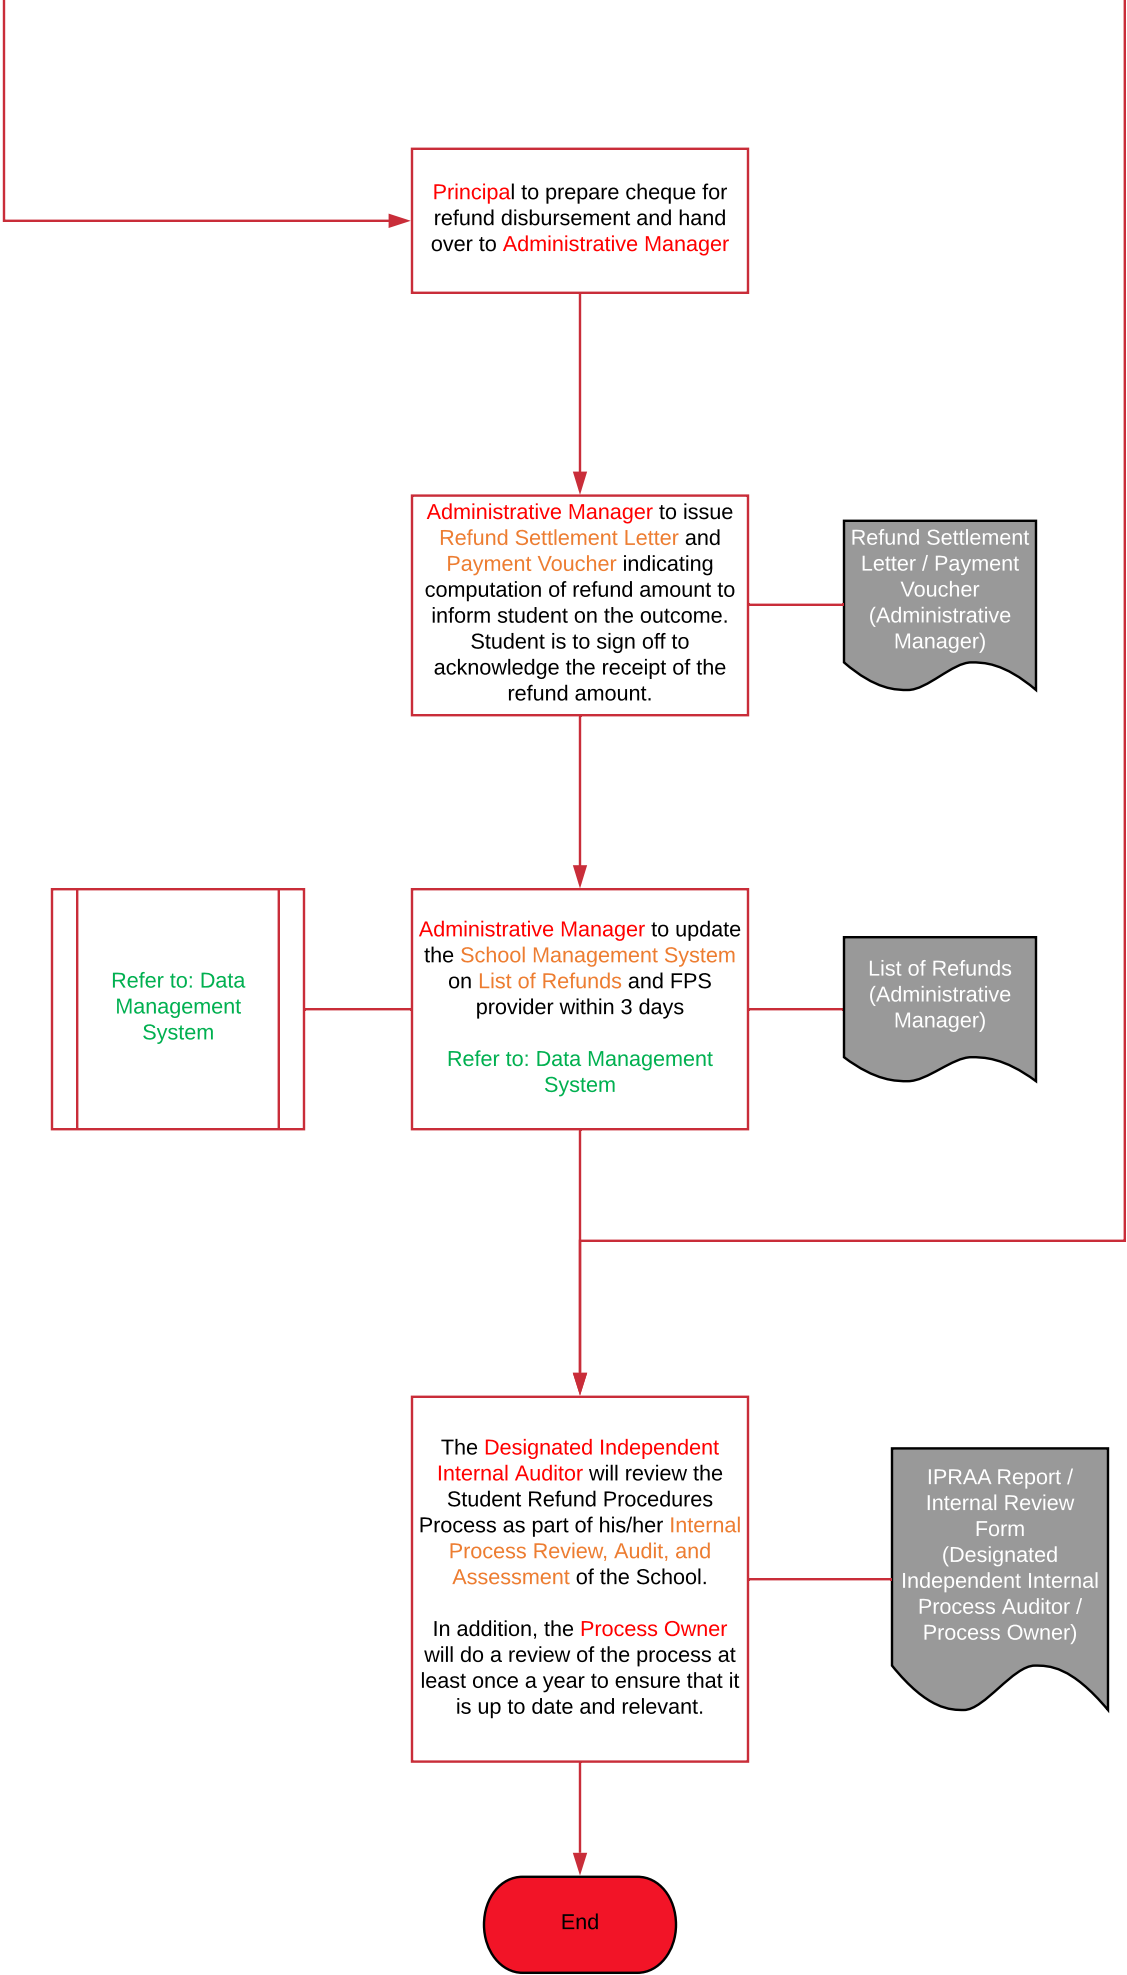 Principal to prepare cheque for
refund disbursement and hand
over to Administrative Manager
Administrative Manager to issue
Refund Settlement Letter and
Payment Voucher indicating
computation of refund amount to
inform student on the outcome.
Student is to sign off to
acknowledge the receipt of the
refund amount.
Refund Settlement
Letter / Payment
Voucher
(Administrative
Manager)
Refer to: Data
Management
System
Administrative Manager to update
the School Management System
on List of Refunds and FPS
provider within 3 days
Refer to: Data Management
System
List of Refunds
(Administrative
Manager)
The Designated Independent
Internal Auditor will review the
Student Refund Procedures
Process as part of his/her Internal
Process Review, Audit, and
Assessment of the School.
In addition, the Process Owner
will do a review of the process at
least once a year to ensure that it
is up to date and relevant.
IPRAA Report /
Internal Review
Form
(Designated
Independent Internal
Process Auditor /
Process Owner)
End